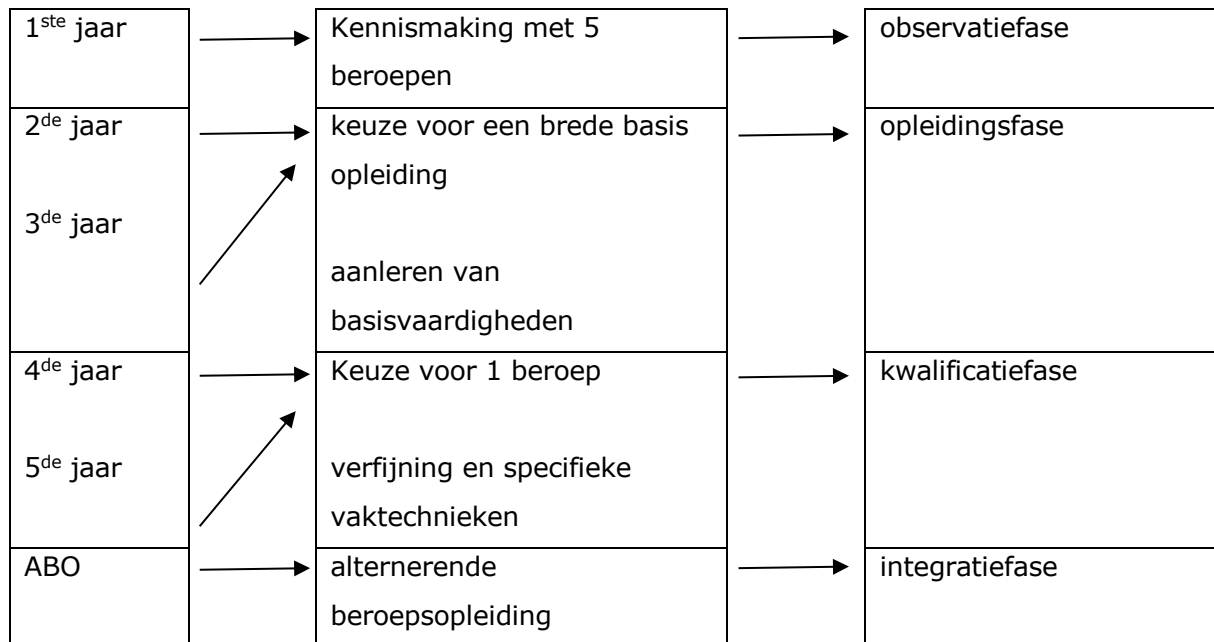 1ste jaar
Kennismaking met 5
beroepen
observatiefase
2de jaar
3de jaar
keuze voor een brede basis
opleiding
aanleren van
basisvaardigheden
opleidingsfase
4de jaar
5de jaar
Keuze voor 1 beroep
verfijning en specifieke
vaktechnieken
kwalificatiefase
ABO
alternerende
beroepsopleiding
integratiefase